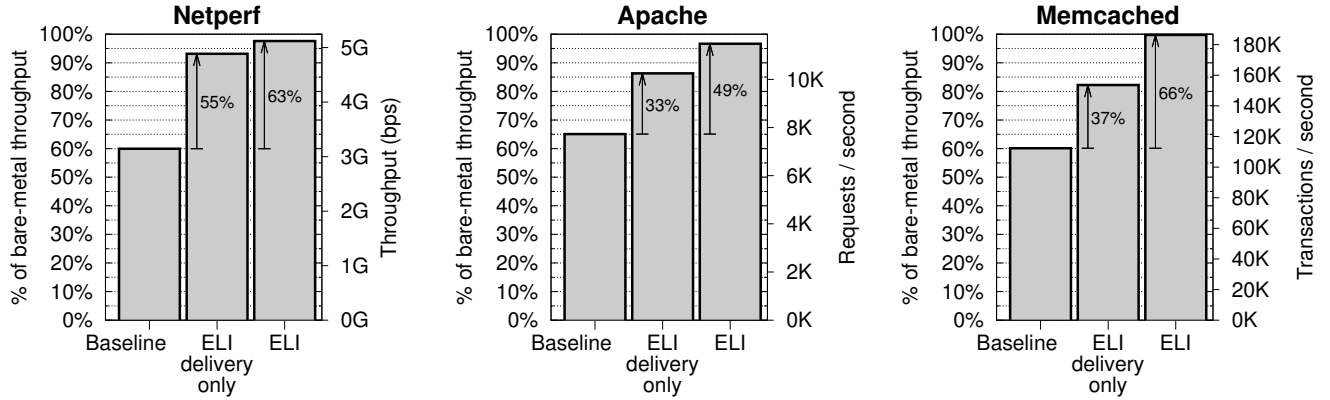 Netperf
% of bare-metal throughput
100%
90%
80%
70%
60%
50%
40%
30%
20%
10%
0%
55%
63%
5G
4G
3G
2G
1G
0G
Throughput (bps)
Baseline
ELI
delivery
only
ELI
Apache
% of bare-metal throughput
100%
90%
80%
70%
60%
50%
40%
30%
20%
10%
0%
33%
49%
10K
8K
6K
4K
2K
0K
Requests / second
Baseline
ELI
delivery
only
ELI
Memcached
% of bare-metal throughput
100%
90%
80%
70%
60%
50%
40%
30%
20%
10%
0%
37%
66%
180K
160K
140K
120K
100K
80K
60K
40K
20K
0K
Transactions / second
Baseline
ELI
delivery
only
ELI